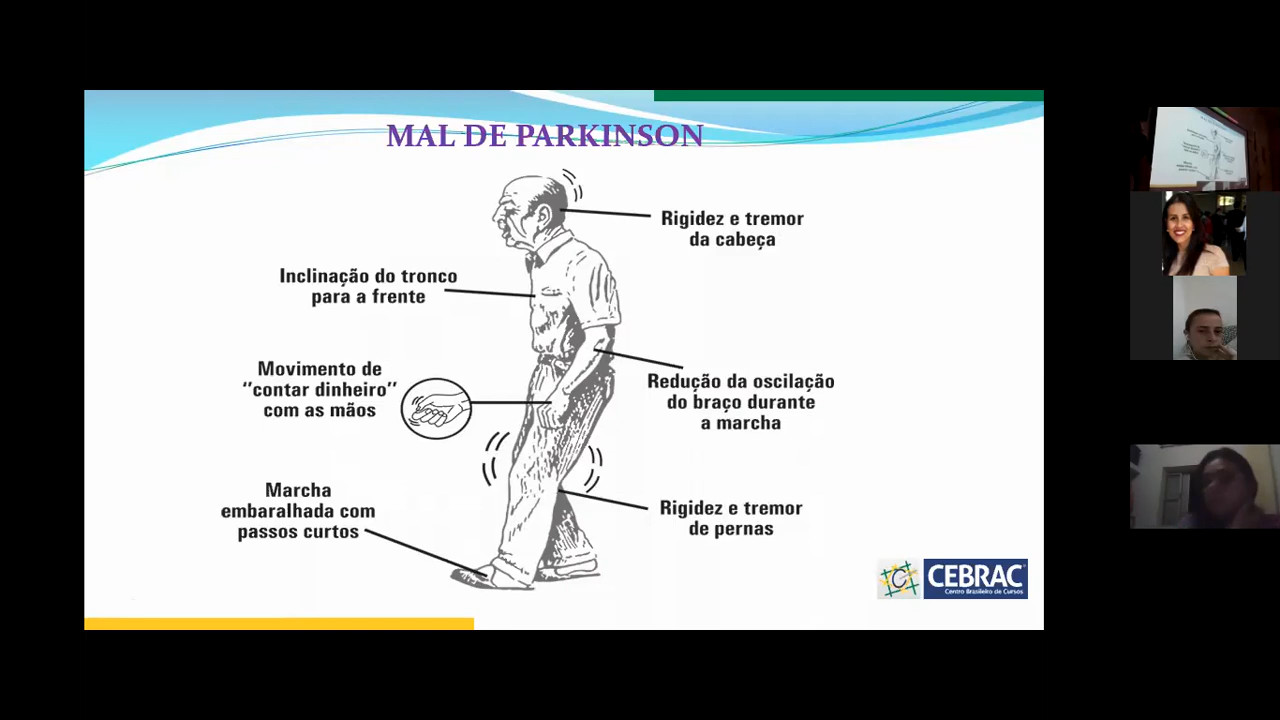 MAL DE PARKINSON
Rigidez e tremor
da cabeça
Inclinação do tronco
para a frente
Movimento de
“contar dinheiro”
com as mãos
Redução da oscilação
do braço durante
a marcha
Marcha
embaralhada com
passos curtos
Rigidez e tremor
de pernas
CEBRAC
Centro Brasileiro de Cursos